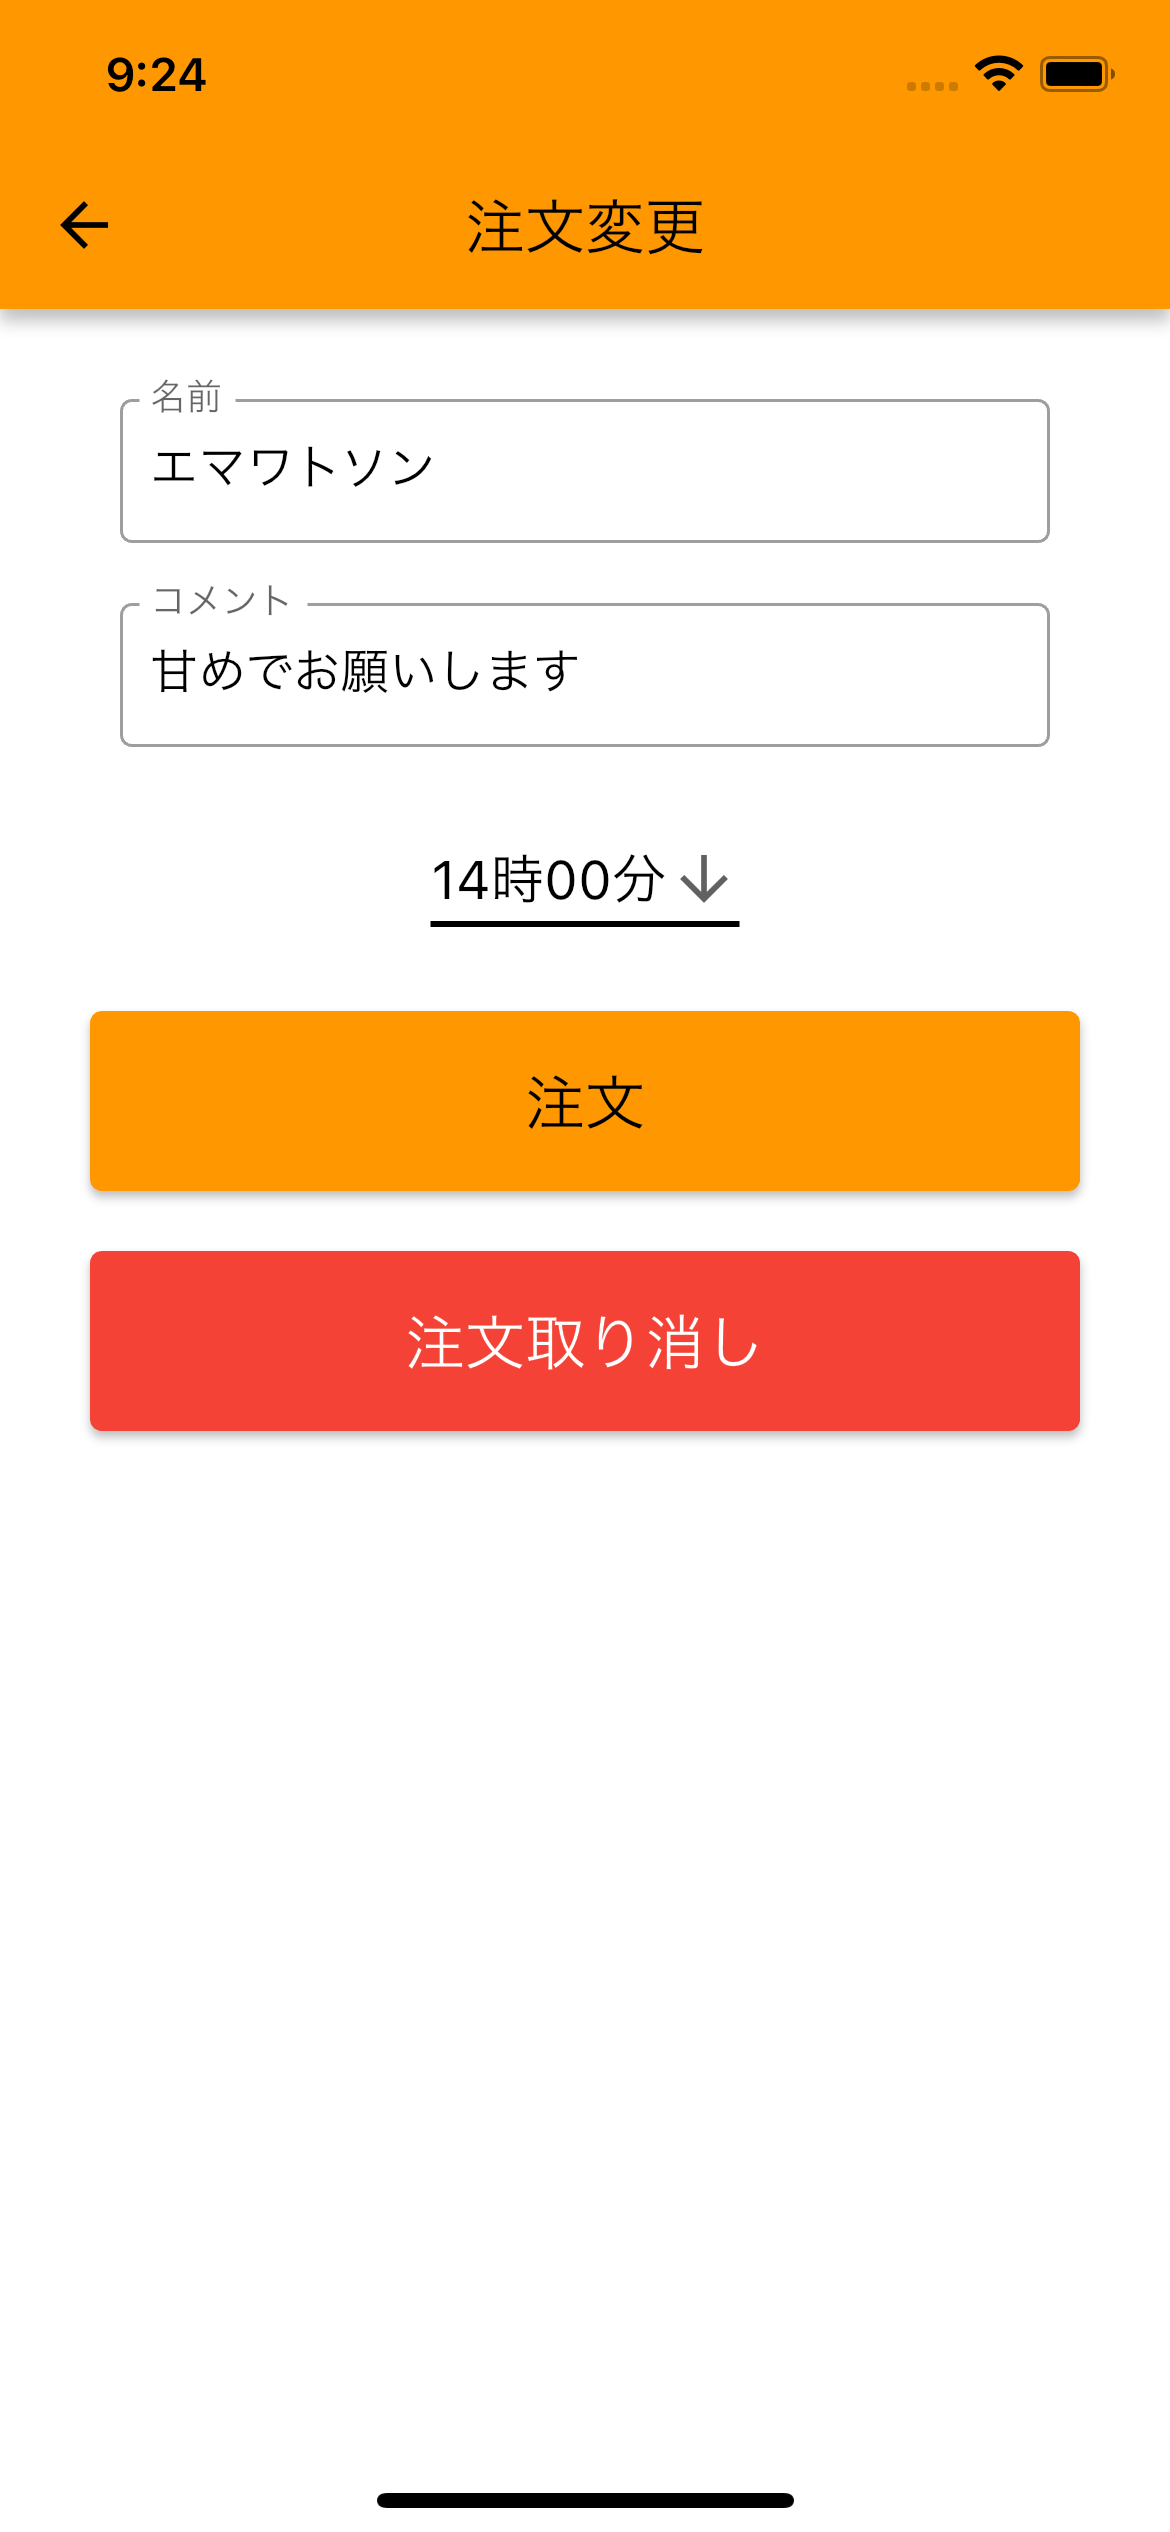 9:24
注文変更
名前
エマワトソン
コメント
甘めでお願いします
14時00分
注文
注文取り消し